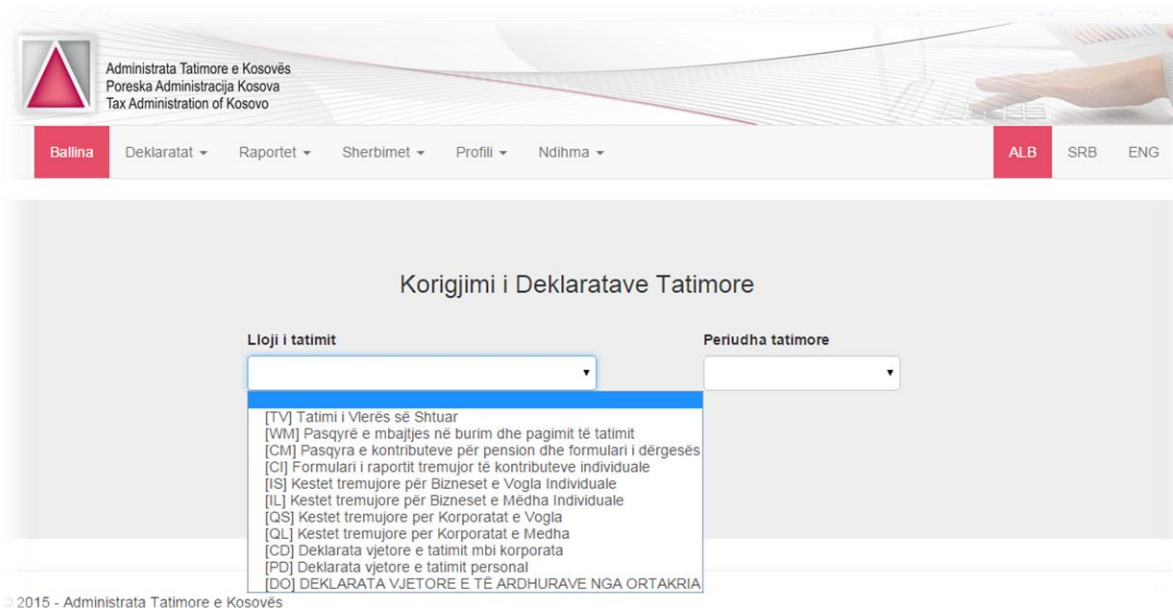 Administrata Tatimore e Kosovës
Poreska Administracija Kosova
Tax Administration of Kosovo
Ballina Deklaratat Raportet Sherbimet Profili Ndihma ALB SRB ENG
Korigjimi i Deklaratave Tatimore
Lloji i tatimit Periudha tatimore
[TV] Tatimi i Vlerës së Shtuar
[WM] Pasqyrë e mbajtjes në burim dhe pagimit të tatimit
[CM] Pasqyra e kontributeve për pension dhe formulari i dërgesës
[CI] Formulari i raportit tremujor të kontributeve individuale
[IS] Kestet tremujore për Bizneset e Vogla Individuale
[IL] Kestet tremujore për Bizneset e Mëdha Individuale
[QS] Kestet tremujore per Korporatat e Vogla
[QL] Kestet tremujore per Korporatat e Medha
[CD] Deklarata vjetore e tatimit mbi korporata
[PD] Deklarata vjetore e tatimit personal
[DO] DEKLARATA VJETORE E TË ARDHURAVE NGA ORTAKRIA
© 2015 - Administrata Tatimore e Kosovës